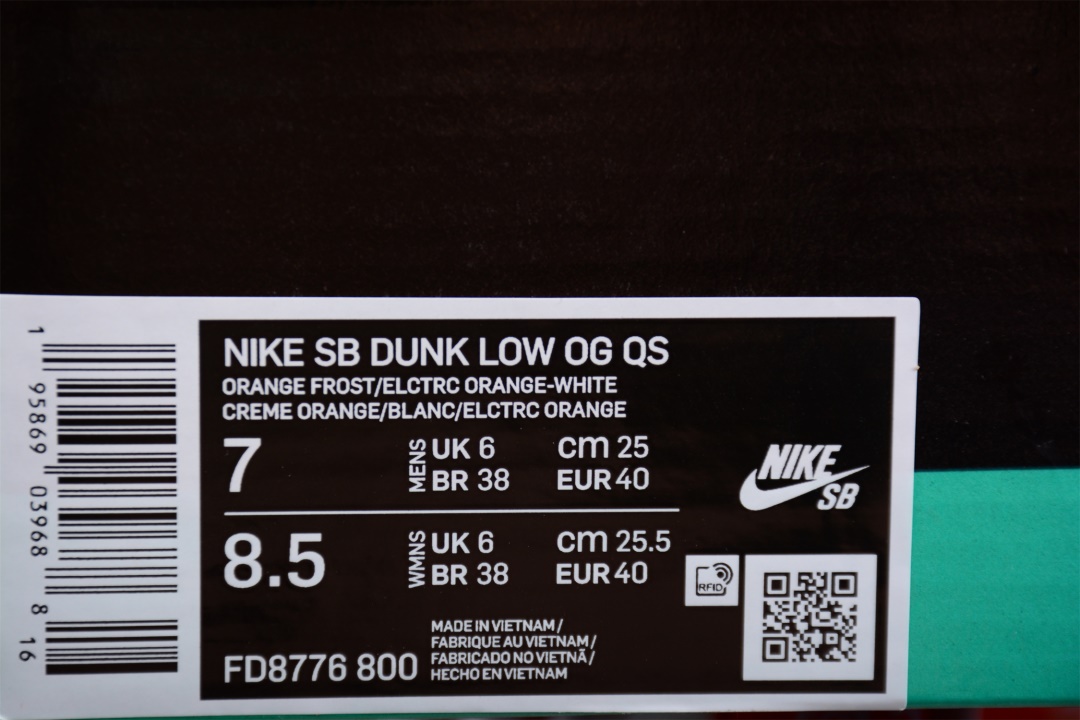 NIKE SB DUNK LOW OG QS
ORANGE FROST/ELCTRC ORANGE-WHITE
CREME ORANGE/BLANC/ELCTRC ORANGE
7 MENS UK 6 cm 25
BR 38 EUR 40
8.5 WMNS UK 6 cm 25.5
BR 38 EUR 40
NIKE
SB
RFID
FD8776 800
MADE IN VIETNAM/
FABRIQUE AU VIETNAM/
FABRICADO NO VIETNÃ/
HECHO EN VIETNAM
1 95869 03968 8 16